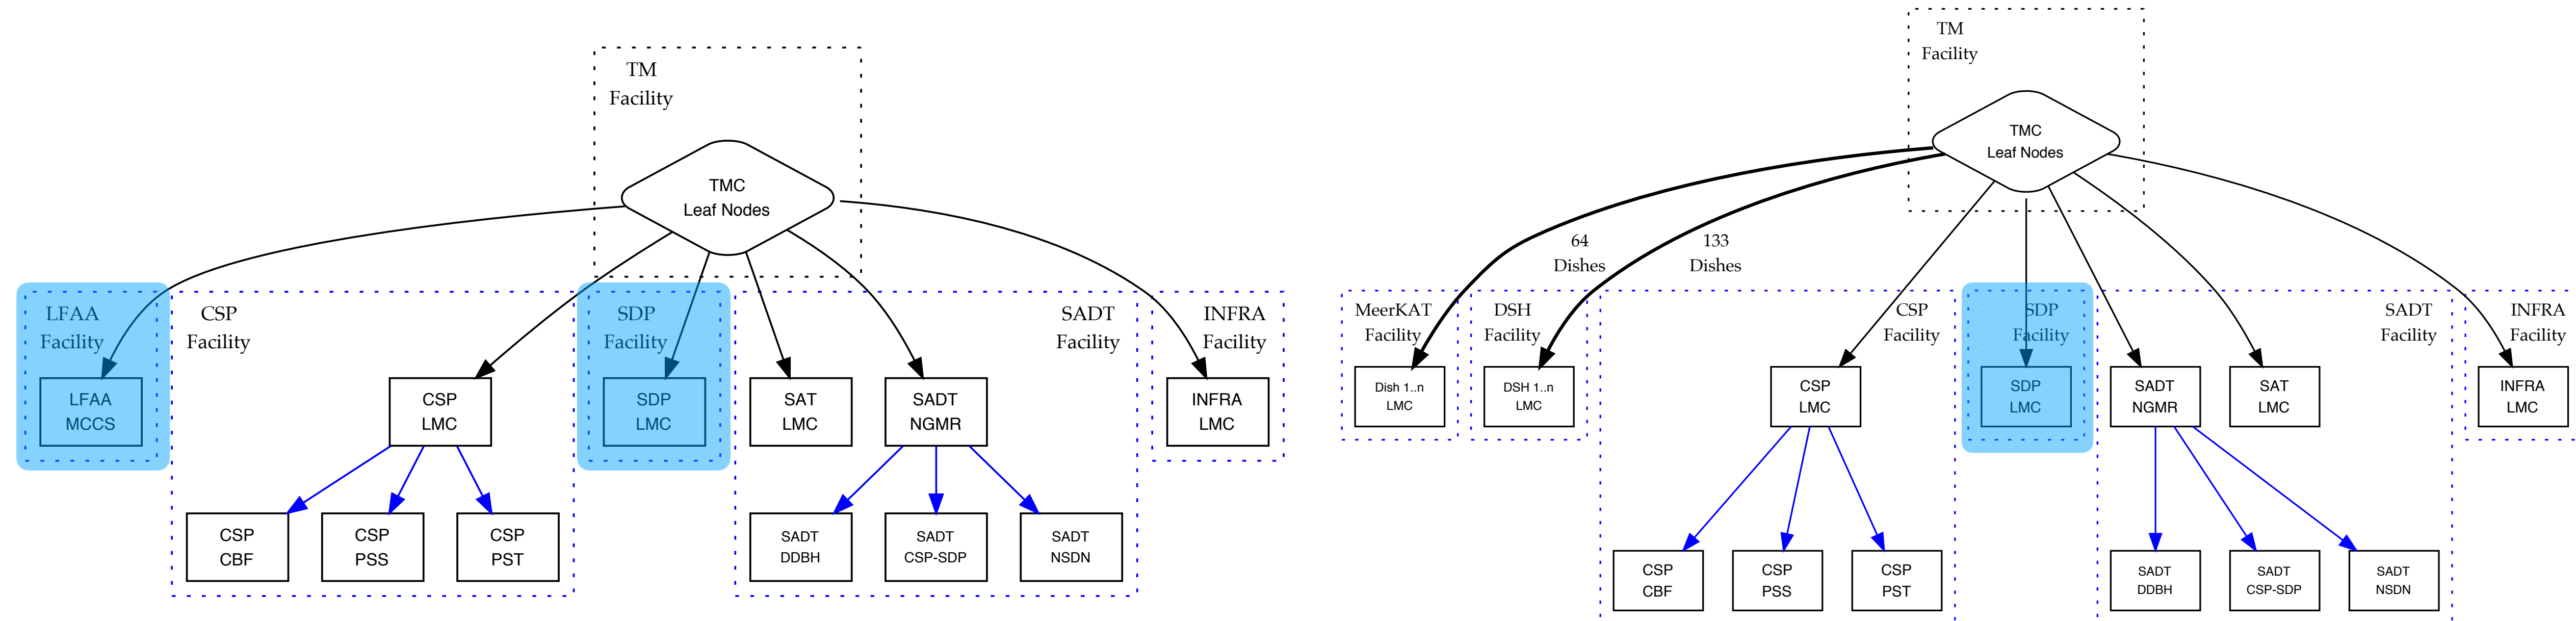 TM
Facility
TMC
Leaf Nodes
LFAA
Facility
CSP
Facility
SDP
Facility
SADT
Facility
INFRA
Facility
LFAA
MCCS
CSP
LMC
SDP
LMC
SAT
LMC
SADT
NGMR
INFRA
LMC
CSP
CBF
CSP
PSS
CSP
PST
SADT
DDBH
SADT
CSP-SDP
SADT
NSDN
TM
Facility
TMC
Leaf Nodes
64
Dishes
133
Dishes
MeerKAT
Facility
DSH
Facility
CSP
Facility
SDP
Facility
SADT
Facility
INFRA
Facility
Dish 1..n
LMC
DSH 1..n
LMC
CSP
LMC
SDP
LMC
SADT
NGMR
SAT
LMC
INFRA
LMC
CSP
CBF
CSP
PSS
CSP
PST
SADT
DDBH
SADT
CSP-SDP
SADT
NSDN